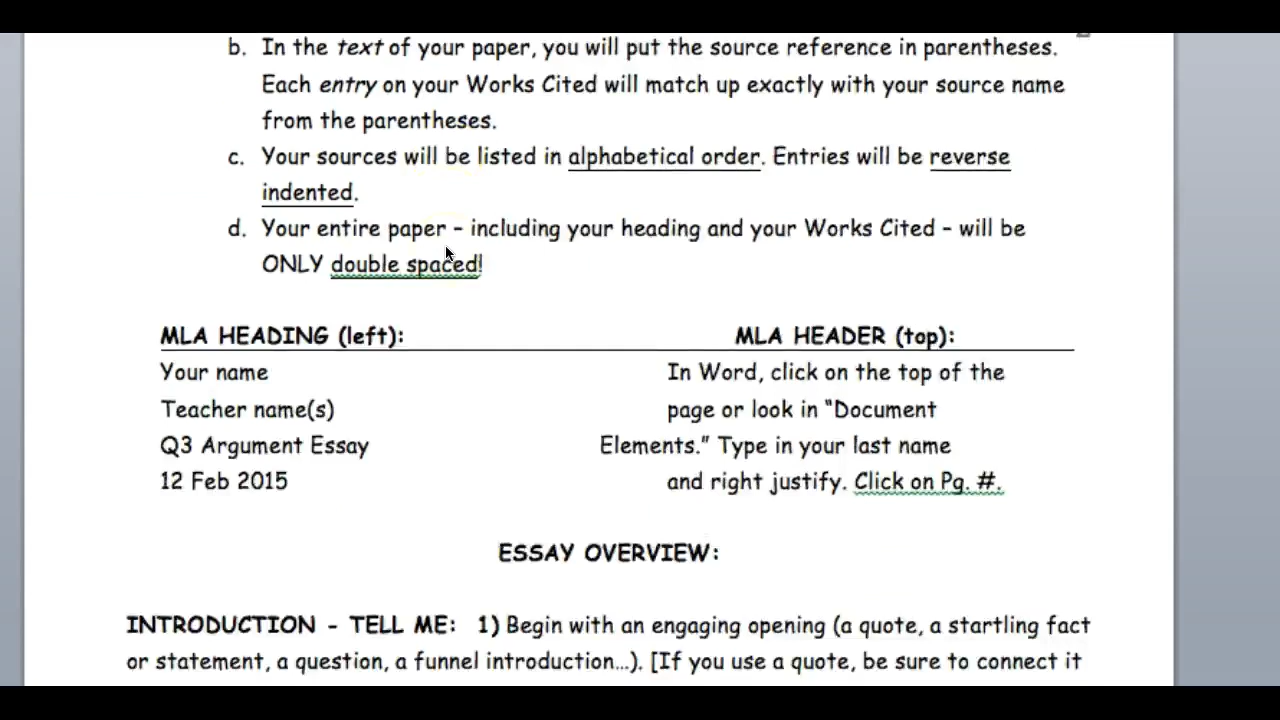 b. In the text of your paper, you will put the source reference in parentheses.
Each entry on your Works Cited will match up exactly with your source name
from the parentheses.
c. Your sources will be listed in alphabetical order. Entries will be reverse
indented.
d. Your entire paper – including your heading and your Works Cited – will be
ONLY double spaced!
MLA HEADING (left): MLA HEADER (top):
Your name In Word, click on the top of the
Teacher name(s) page or look in "Document
Q3 Argument Essay Elements." Type in your last name
12 Feb 2015 and right justify. Click on Pg. #.
ESSAY OVERVIEW:
INTRODUCTION - TELL ME: 1) Begin with an engaging opening (a quote, a startling fact
or statement, a question, a funnel introduction…). [If you use a quote, be sure to connect it